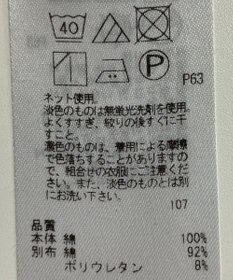 40
P
P63
ネット使用。
淡色のものは無蛍光洗剤を使用。
よくすすぎ、絞りの後すぐに干
すこと。
濃色のものは、着用による摩擦
で色落ちすることがありますの
で、組合せの衣服にご注意くださ
い。また、淡色のものとは別
にお洗い下さい。
107
品質
本体 綿 100%
別布 綿 92%
ポリウレタン 8%